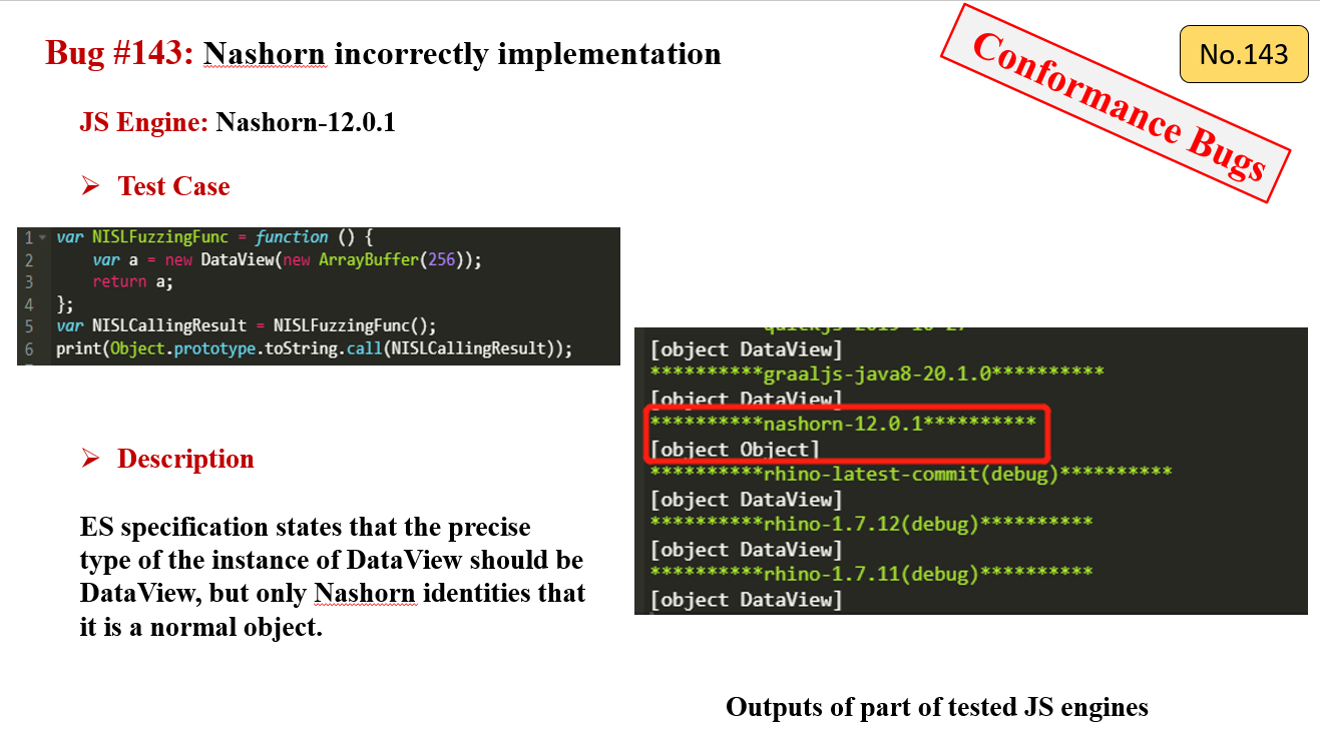 Bug #143: Nashorn incorrectly implementation
Conformance Bugs
No.143
JS Engine: Nashorn-12.0.1
➢ Test Case
1 var NISLFuzzingFunc = function () {
2 var a = new DataView(new ArrayBuffer(256));
3 return a;
4 };
5 var NISLCallingResult = NISLFuzzingFunc();
6 print(Object.prototype.toString.call(NISLCallingResult));
➢ Description
ES specification states that the precise
type of the instance of DataView should be
DataView, but only Nashorn identities that
it is a normal object.
[object DataView]
**********graaljs-java8-20.1.0**********
[object DataView]
**********nashorn-12.0.1**********
[object Object]
**********rhino-latest-commit(debug)**********
[object DataView]
**********rhino-1.7.12(debug)**********
[object DataView]
**********rhino-1.7.11(debug)**********
[object DataView]
Outputs of part of tested JS engines